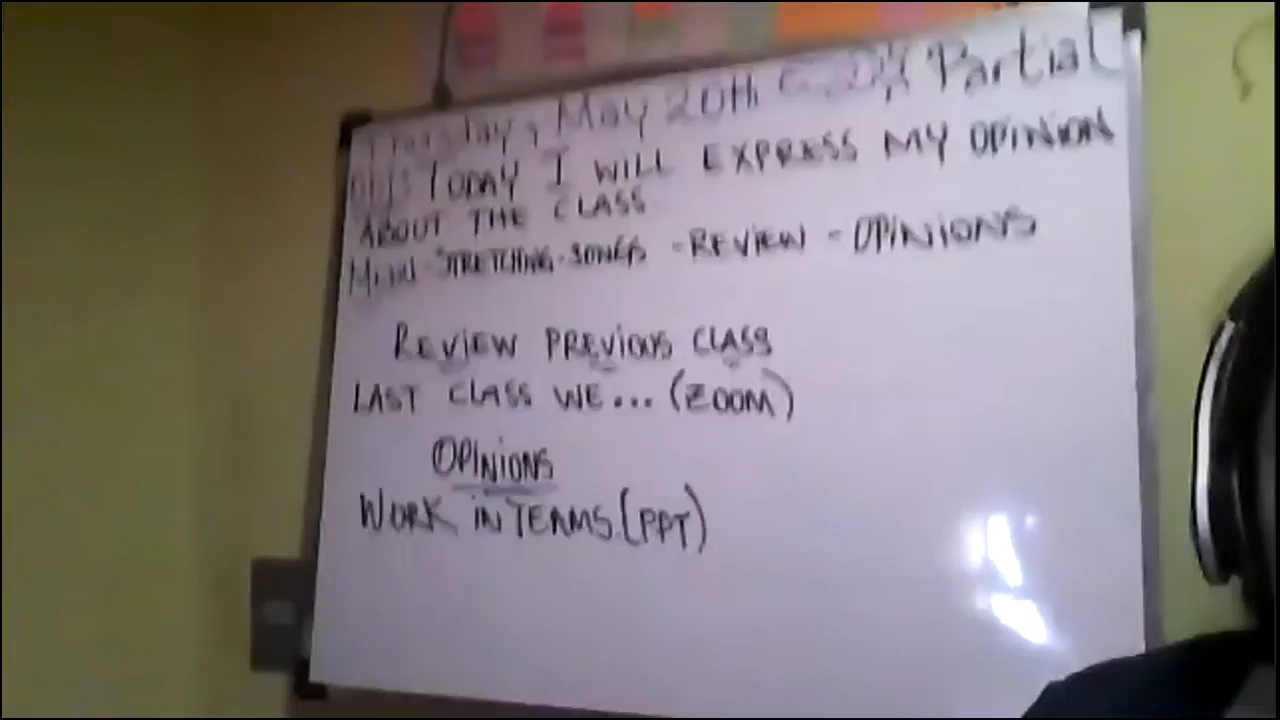 May 20th Partial
TODAY I WILL EXPRESS MY OPINION
ABOUT THE CLASS
MENU-STRETCHING-SONGS-REVIEW-OPINIONS
REVIEW PREVIOUS CLASS
LAST CLASS WE...(ZOOM)
OPINIONS
WORK IN TEAMS.(PPT)